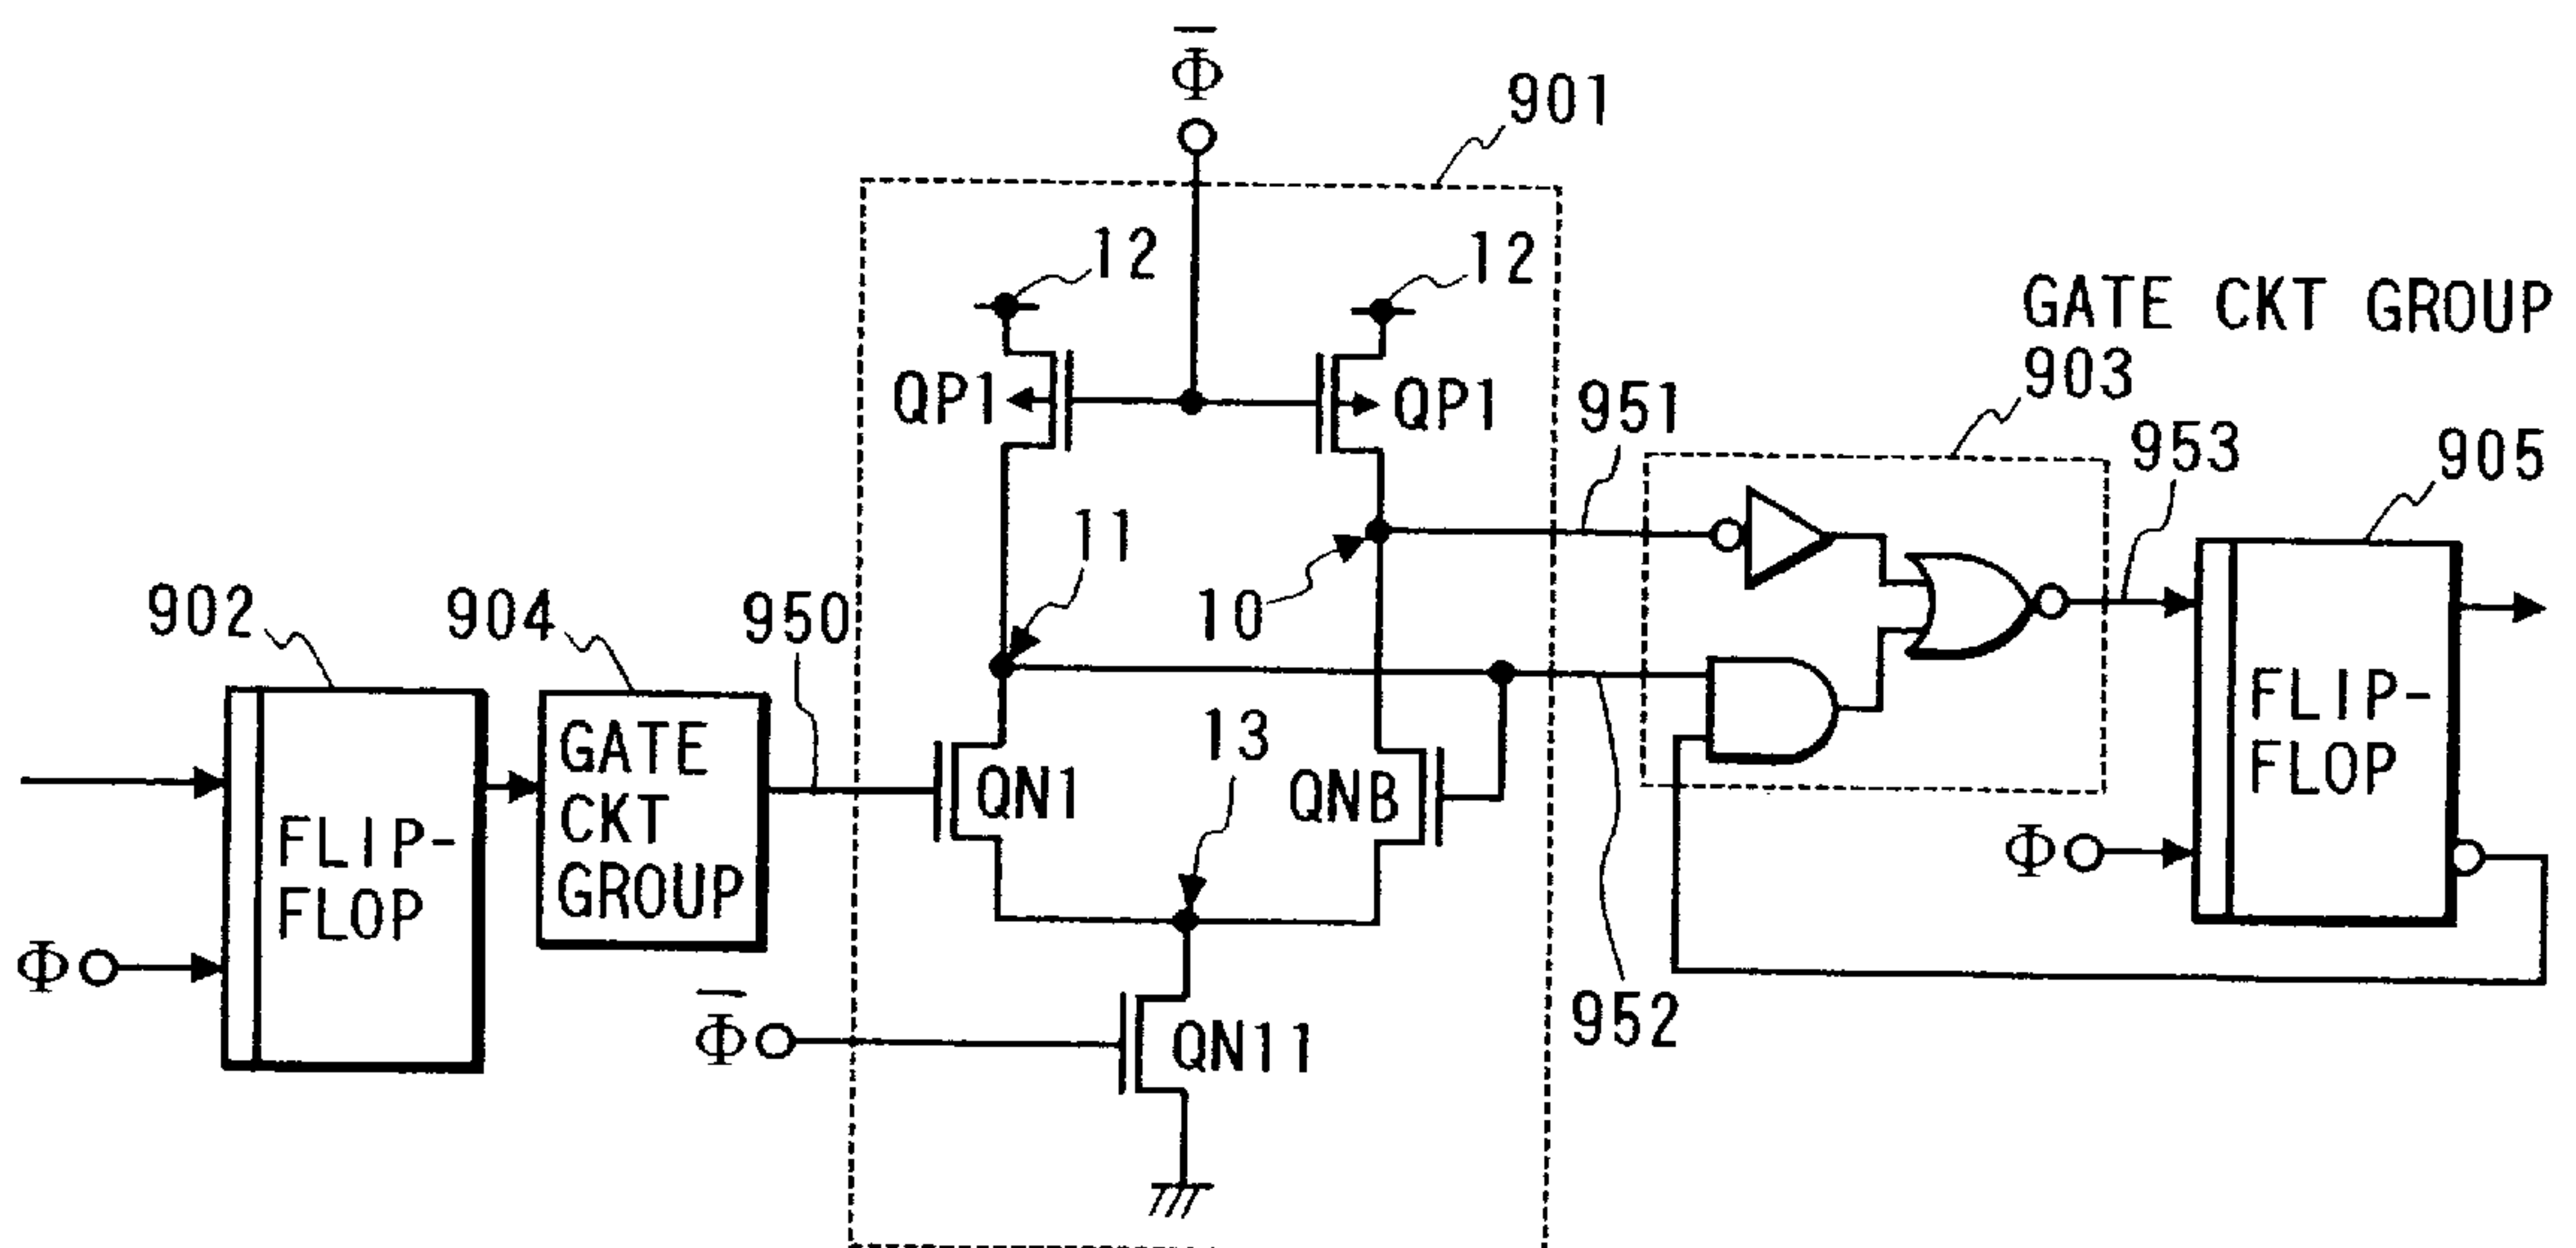 Φ̅
901
12
12
GATE CKT GROUP
903
QP1
QP1
951
953
905
11
10
902
904
950
FLIP-
FLOP
GATE
CKT
GROUP
QN1
13
QNB
FLIP-
FLOP
Φ
Φ
Φ̅
QN11
952